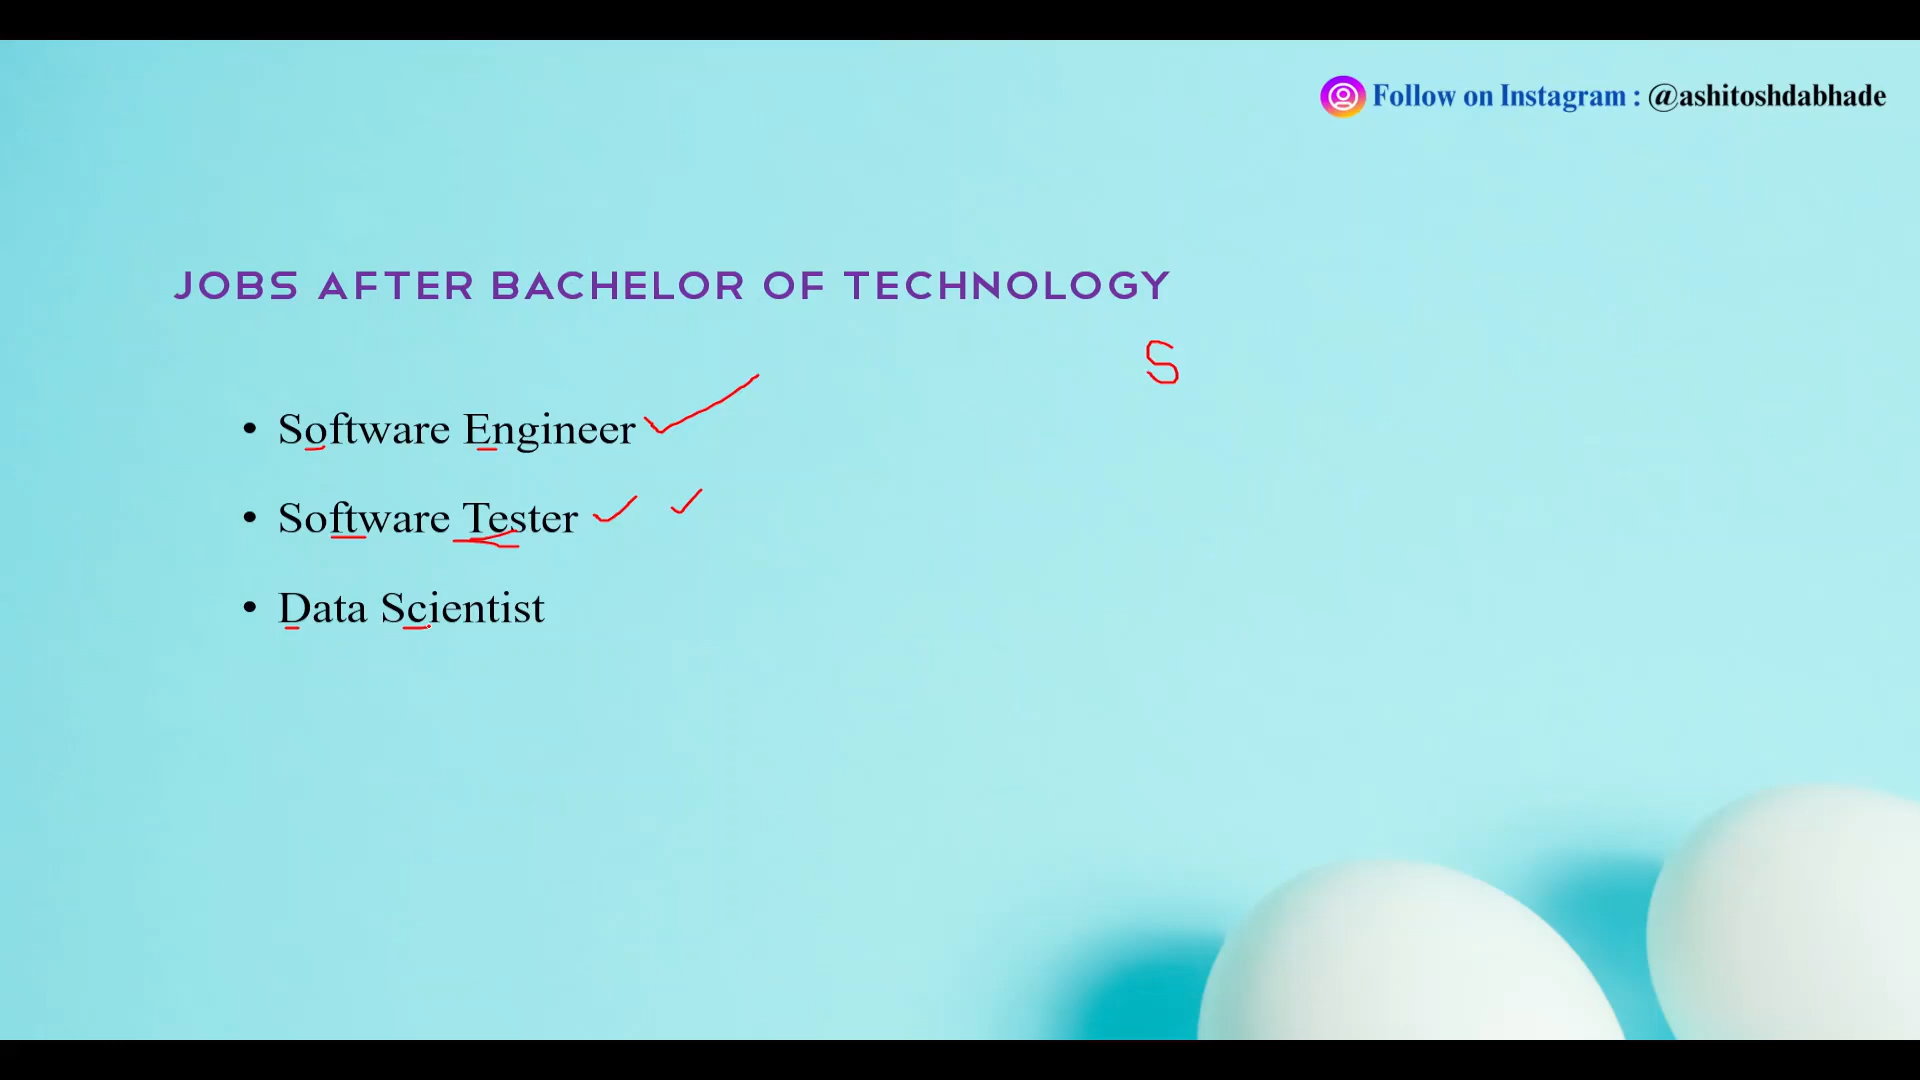 Follow on Instagram : @ashitoshdabhade
JOBS AFTER BACHELOR OF TECHNOLOGY
S
• Software Engineer
• Software Tester
• Data Scientist